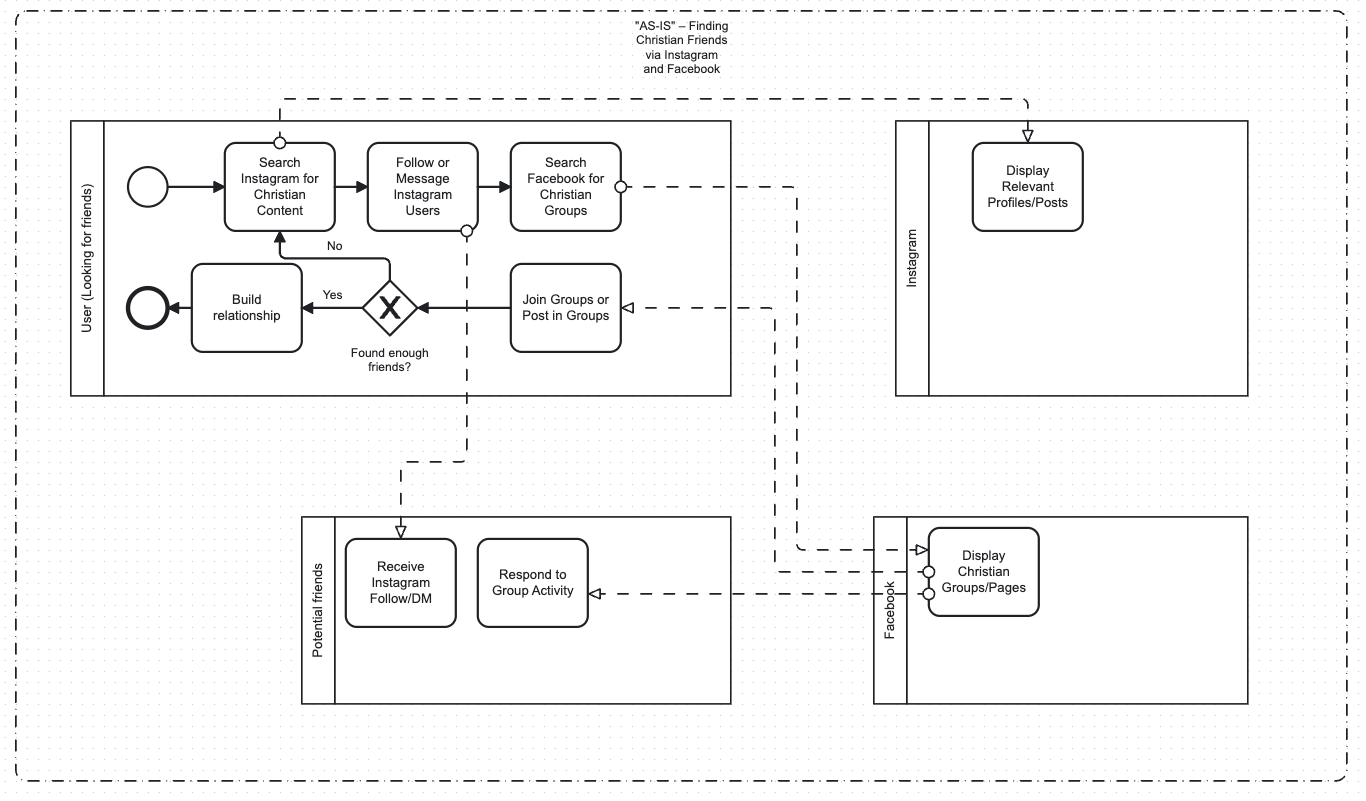 "AS-IS" – Finding
Christian Friends
via Instagram
and Facebook
User (Looking for friends)
Search
Instagram for
Christian
Content
Follow or
Message
Instagram
Users
Search
Facebook for
Christian
Groups
No
Build
relationship
Yes
X
Found enough
friends?
Join Groups or
Post in Groups
Instagram
Display
Relevant
Profiles/Posts
Potential friends
Receive
Instagram
Follow/DM
Respond to
Group Activity
Facebook
Display
Christian
Groups/Pages